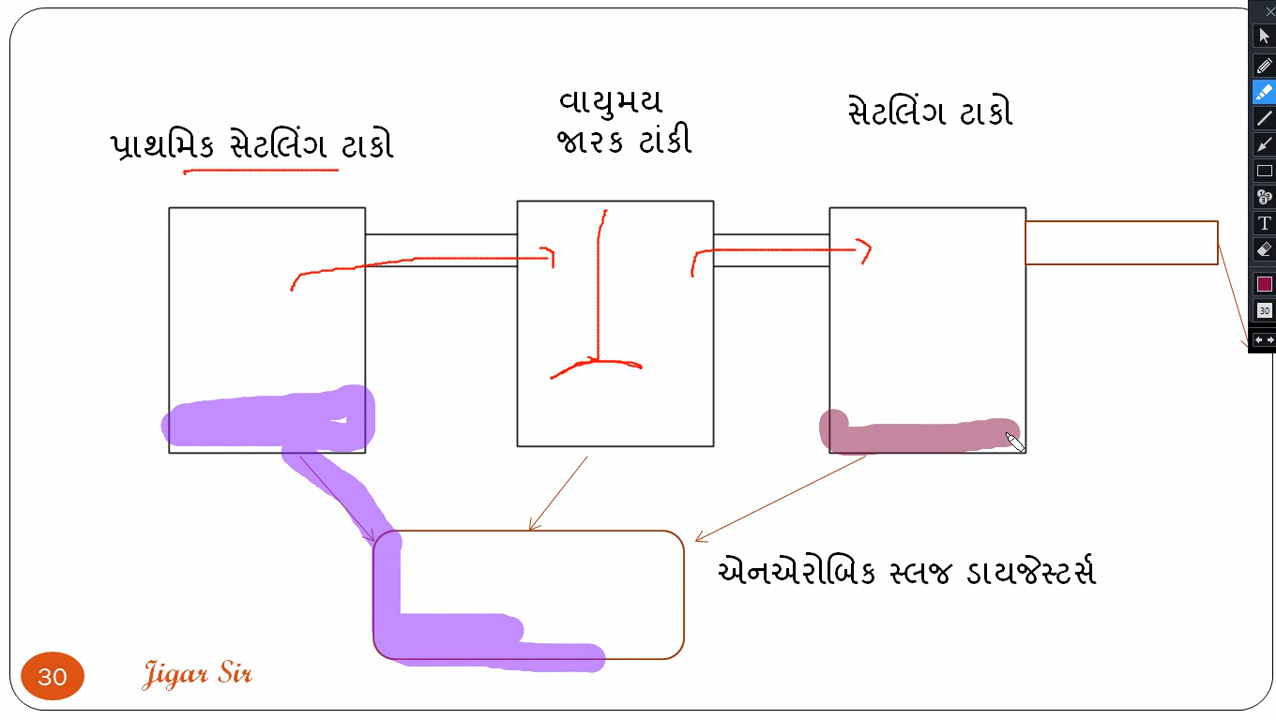 પ્રાથમિક સેટલિંગ ટાકો
વાયુમય
જારક ટાંકી
સેટલિંગ ટાકો
એનએરોબિક સ્લજ ડાયજેસ્ટર્સ
30
Jigar Sir
T
30